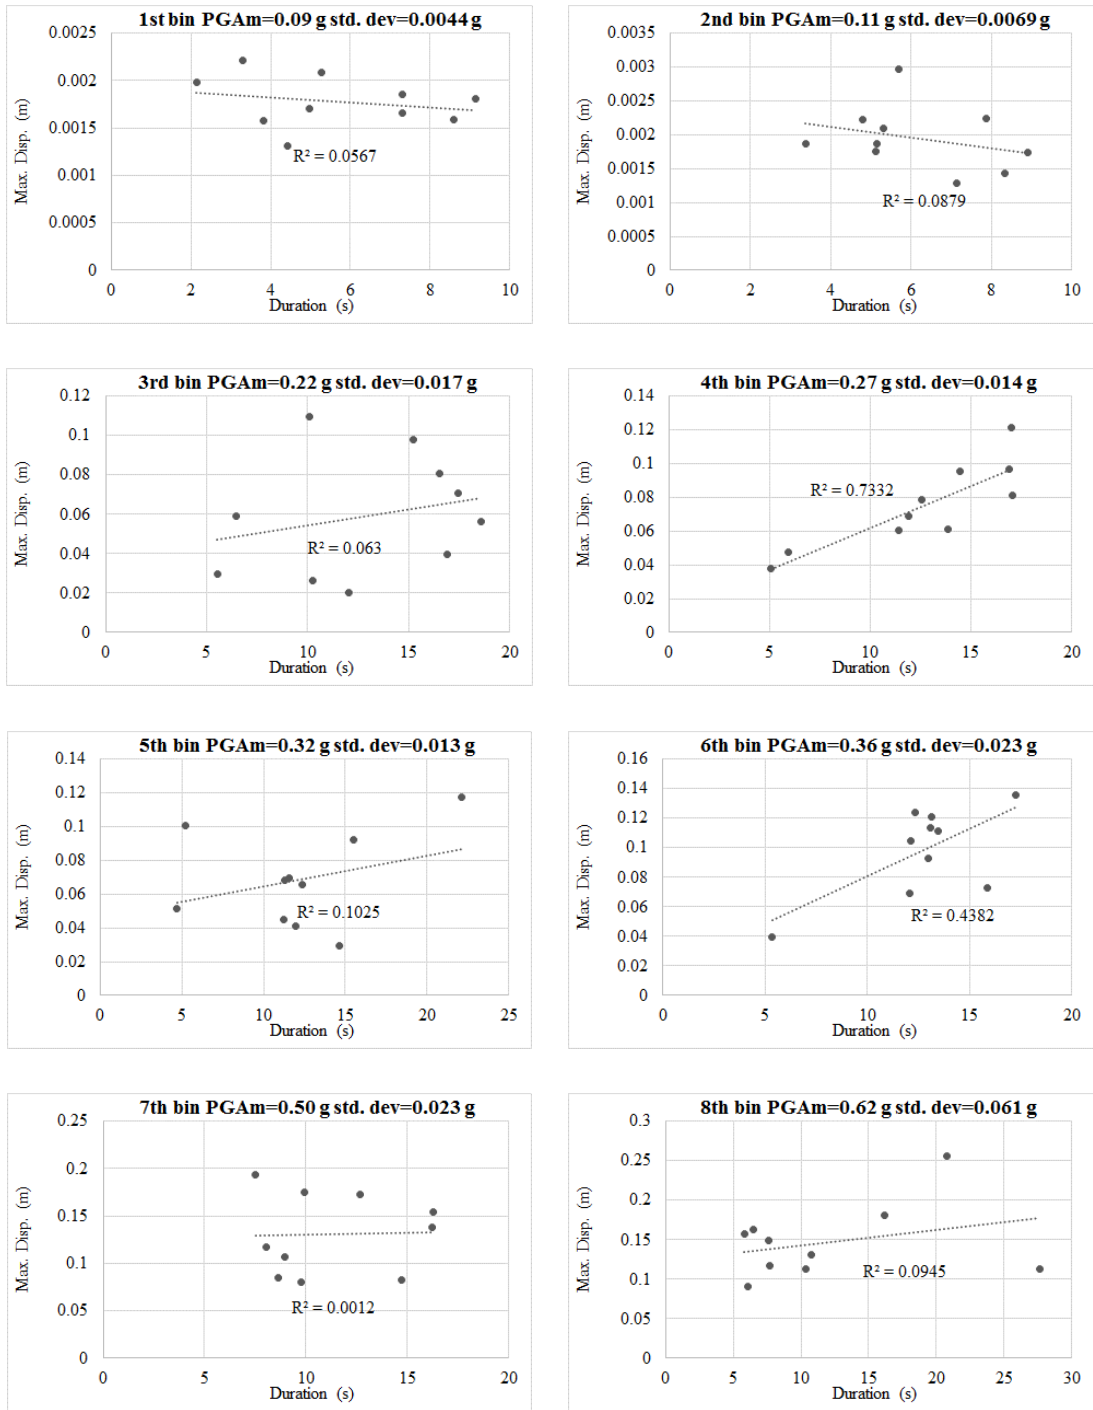 1st bin PGAm=0.09 g std. dev=0.0044 g
Max. Disp. (m)
0.0025
0.002
0.0015
0.001
0.0005
0
R² = 0.0567
0 2 4 6 8 10
Duration (s)
2nd bin PGAm=0.11 g std. dev=0.0069 g
Max. Disp. (m)
0.0035
0.003
0.0025
0.002
0.0015
0.001
0.0005
0
R² = 0.0879
0 2 4 6 8 10
Duration (s)
3rd bin PGAm=0.22 g std. dev=0.017 g
Max. Disp. (m)
0.12
0.1
0.08
0.06
0.04
0.02
0
R² = 0.063
0 5 10 15 20
Duration (s)
4th bin PGAm=0.27 g std. dev=0.014 g
Max. Disp. (m)
0.14
0.12
0.1
0.08
0.06
0.04
0.02
0
R² = 0.7332
0 5 10 15 20
Duration (s)
5th bin PGAm=0.32 g std. dev=0.013 g
Max. Disp. (m)
0.14
0.12
0.1
0.08
0.06
0.04
0.02
0
R² = 0.1025
0 5 10 15 20 25
Duration (s)
6th bin PGAm=0.36 g std. dev=0.023 g
Max. Disp. (m)
0.16
0.14
0.12
0.1
0.08
0.06
0.04
0.02
0
R² = 0.4382
0 5 10 15 20
Duration (s)
7th bin PGAm=0.50 g std. dev=0.023 g
Max. Disp. (m)
0.25
0.2
0.15
0.1
0.05
0
R² = 0.0012
0 5 10 15 20
Duration (s)
8th bin PGAm=0.62 g std. dev=0.061 g
Max. Disp. (m)
0.3
0.25
0.2
0.15
0.1
0.05
0
R² = 0.0945
0 5 10 15 20 25 30
Duration (s)